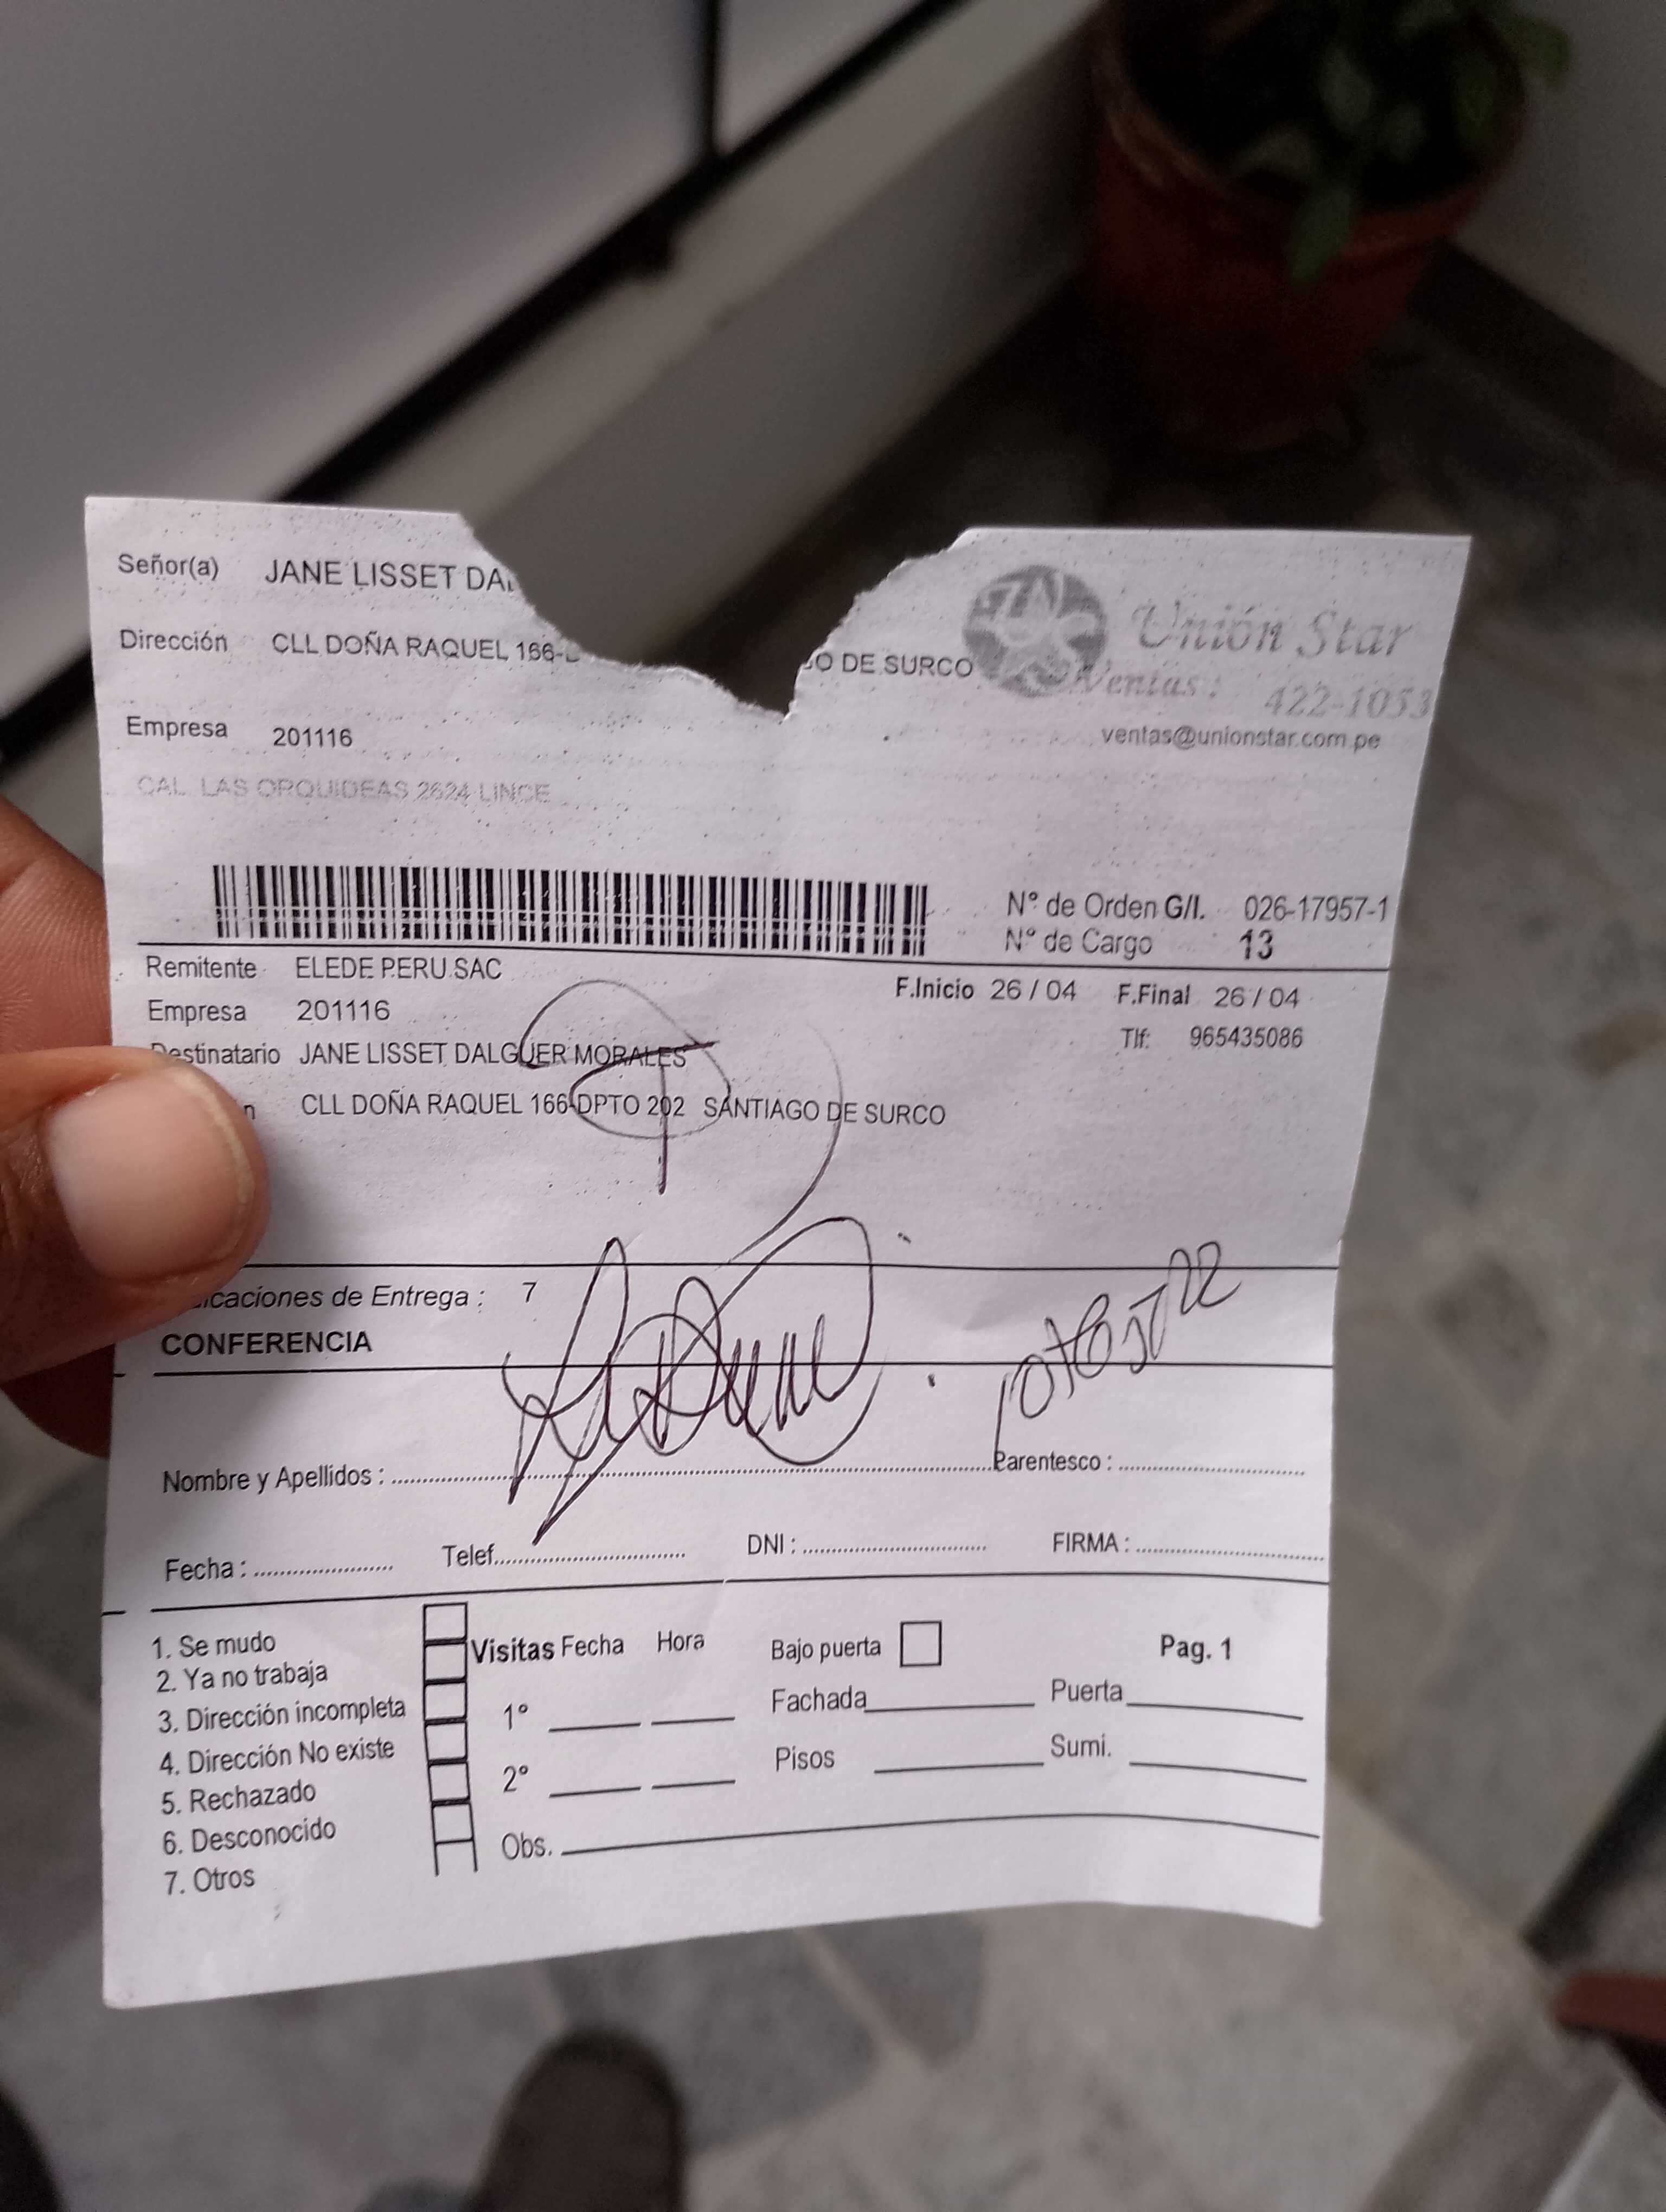 Señor(a) JANE LISSET
Unión Star
Dirección CLL DOÑA RAQUEL 166- DE SURCO
Ventas: 422-1053
Empresa 201116
ventas@unionstar.com.pe
CAL. LAS ORQUIDEAS 2624 LINCE
Nº de Orden G/I. 026-17957-1
Nº de Cargo 13
Remitente ELEDE PERU SAC
F.Inicio 26 / 04 F.Final 26 / 04
Empresa 201116
Tlf: 965435086
Destinatario JANE LISSET DALGUER MORALES
CLL DOÑA RAQUEL 166-DPTO 202 SANTIAGO DE SURCO
de Entrega : 7
CONFERENCIA
Nombre y Apellidos : Parentesco :
Fecha : Telef. DNI : FIRMA :
1. Se mudo
2. Ya no trabaja
3. Dirección incompleta
4. Dirección No existe
5. Rechazado
6. Desconocido
7. Otros
Visitas Fecha Hora
1°
2°
Obs.
Bajo puerta
Pag. 1
Fachada Puerta
Pisos Sumi.